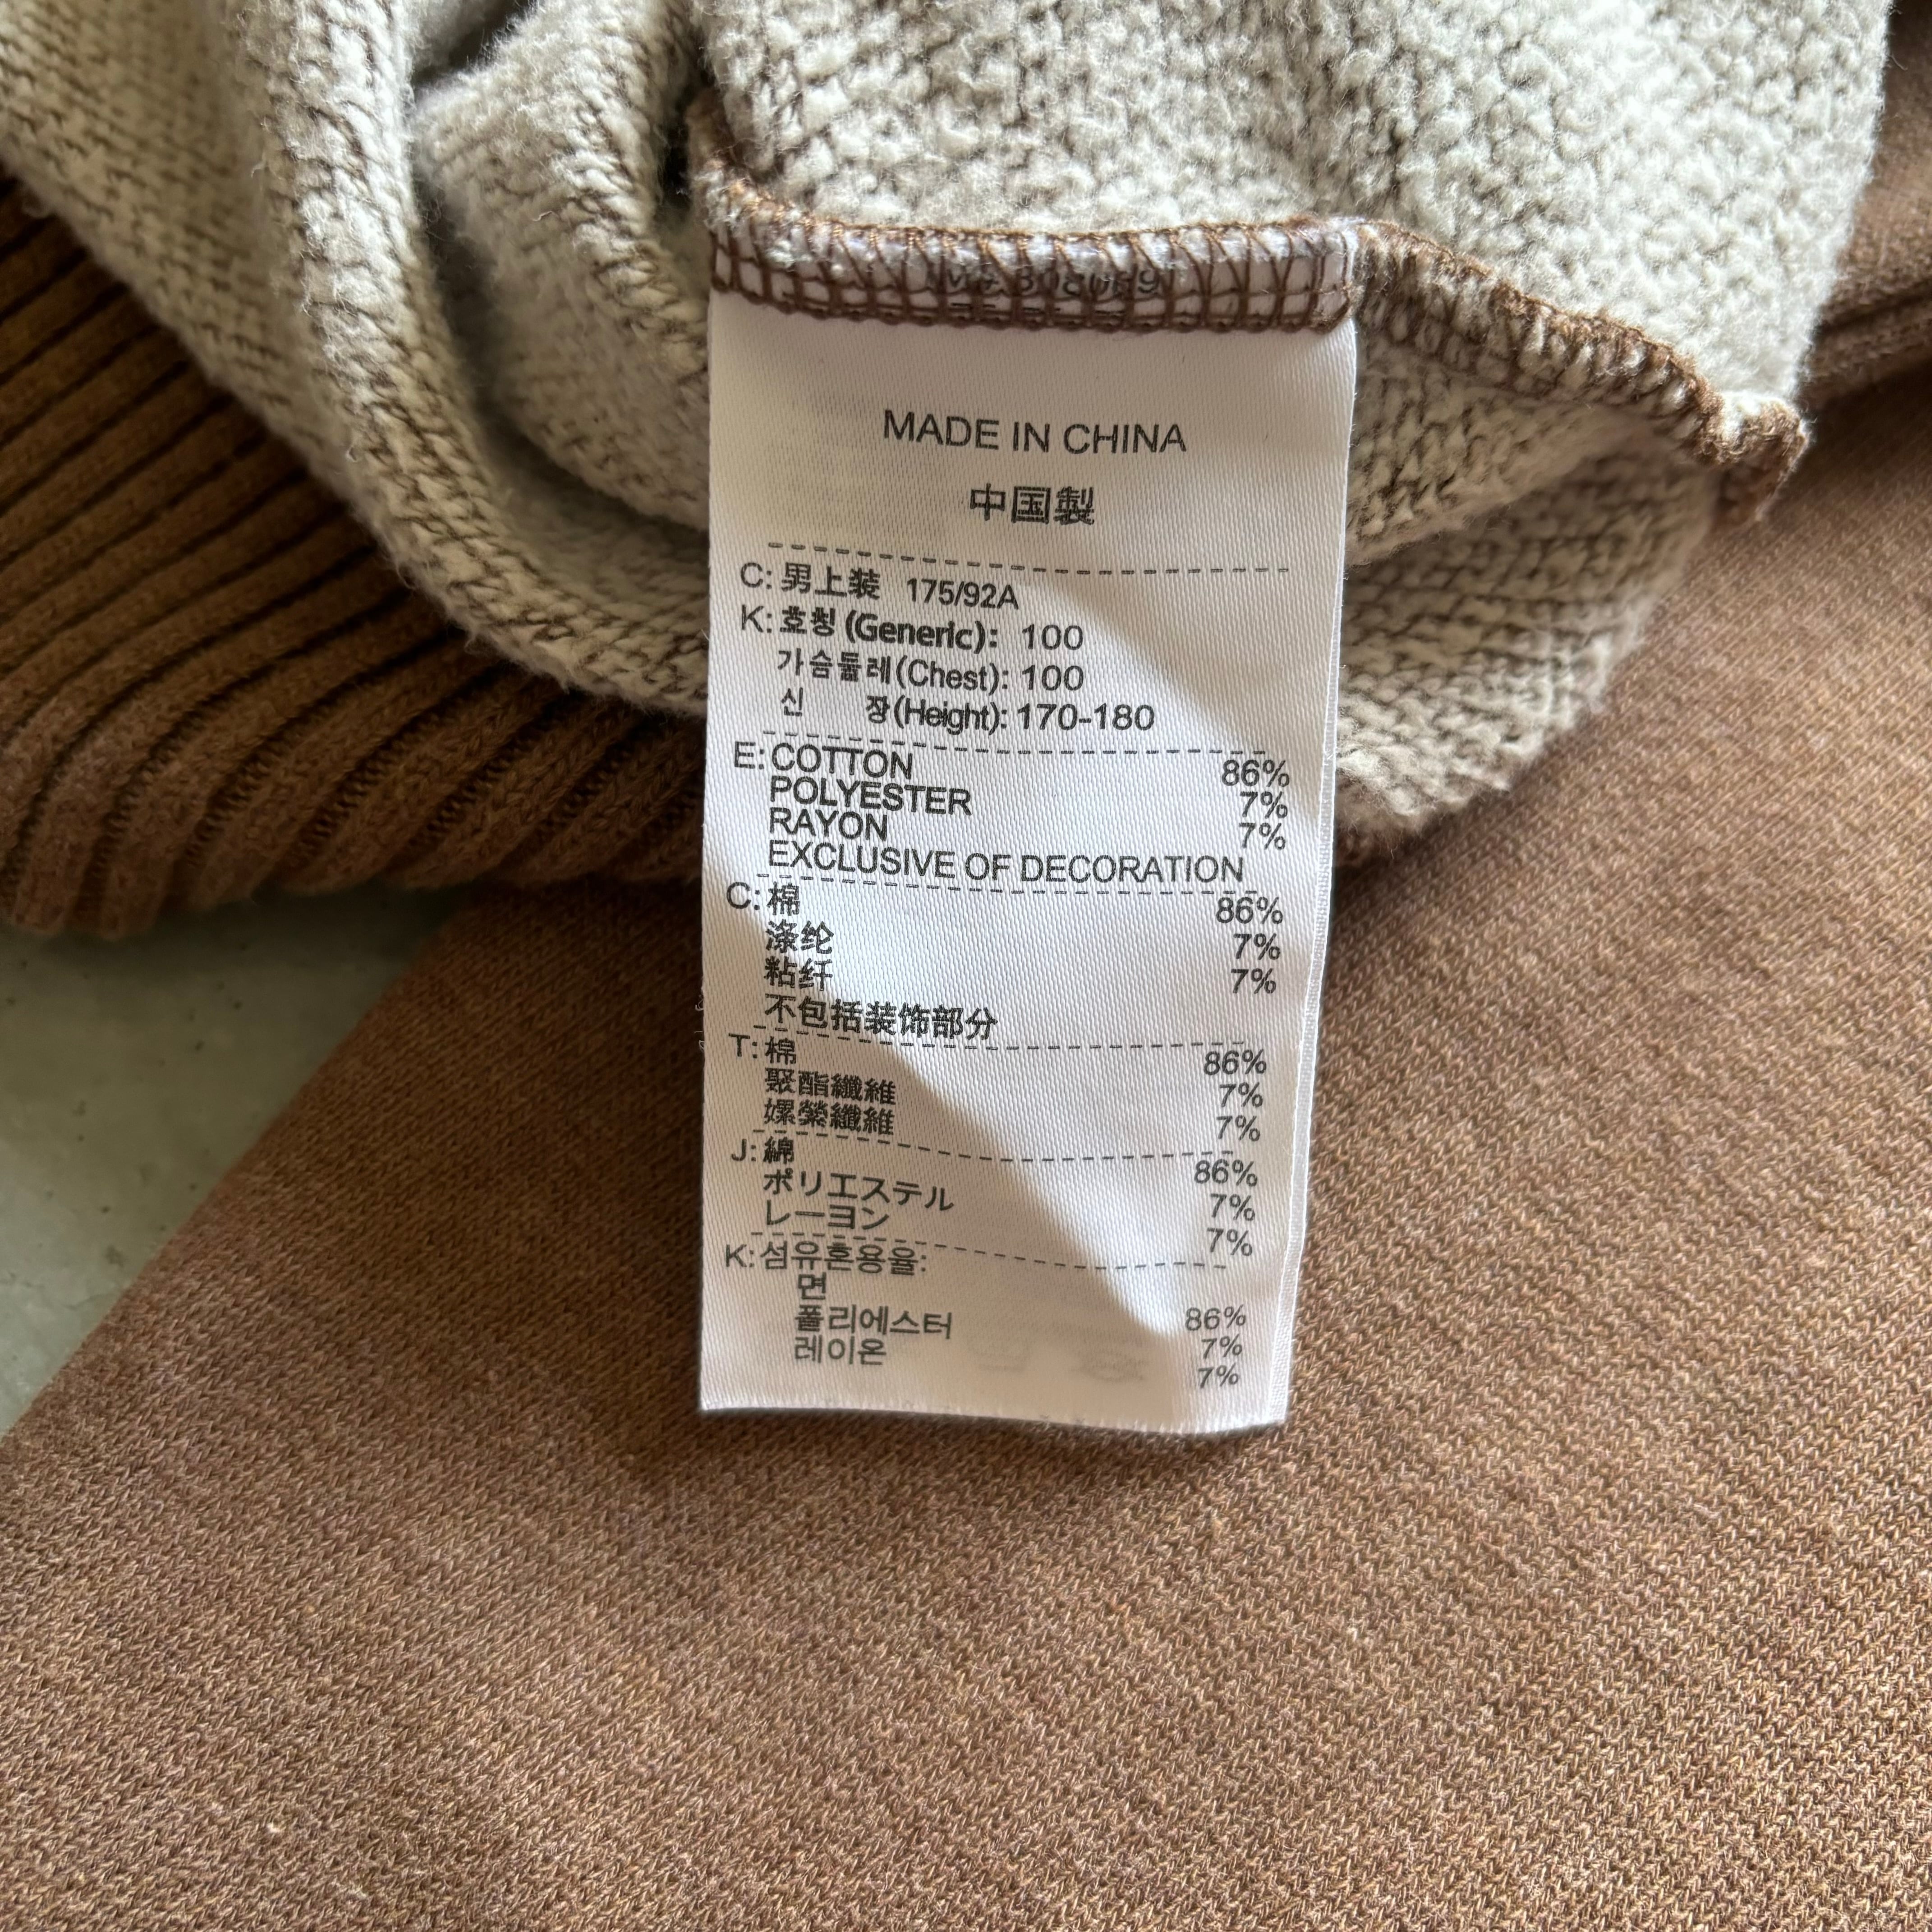 MADE IN CHINA
中国製
C: 男上装 175/92A
K: 호칭 (Generic): 100
가슴둘레(Chest): 100
신 장(Height): 170-180
E: COTTON 86%
POLYESTER 7%
RAYON 7%
EXCLUSIVE OF DECORATION
C: 棉 86%
涤纶 7%
粘纤 7%
不包括装饰部分
T: 棉 86%
聚酯纖維 7%
嫘縈纖維 7%
J: 綿 86%
ポリエステル 7%
レーヨン 7%
K: 섬유혼용율:
면 86%
폴리에스터 7%
레이온 7%